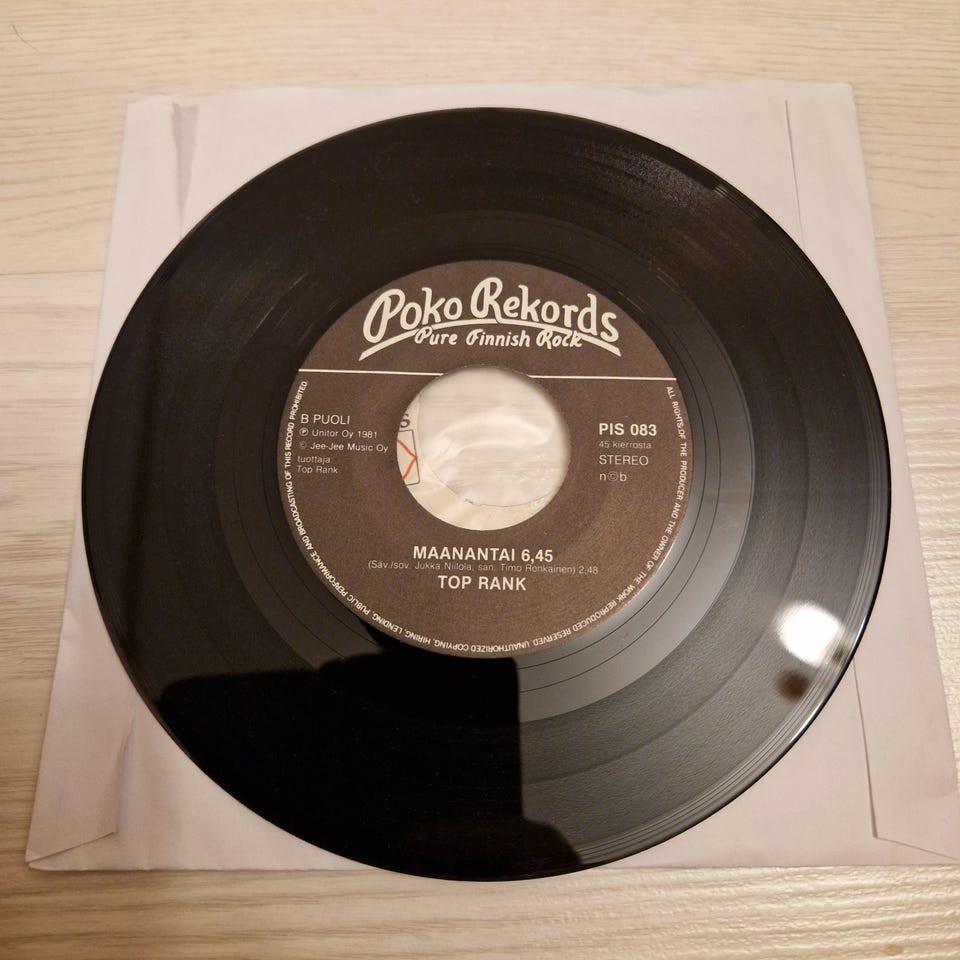 Poko Rekords
Pure Finnish Rock
B PUOLI
Ⓟ Unitor Oy 1981
© Jee-Jee Music Oy
tuottaja:
Top Rank
PIS 083
45 kierrosta
STEREO
n©b
MAANANTAI 6,45
(Säv./sov. Jukka Niilola, san. Timo Ronkainen) 2,48
TOP RANK
ALL RIGHTS OF THE PRODUCER AND THE OWNER OF THE WORK REPRODUCED RESERVED. UNAUTHORIZED COPYING, HIRING, LENDING, PUBLIC PERFORMANCE AND BROADCASTING OF THIS RECORD PROHIBITED